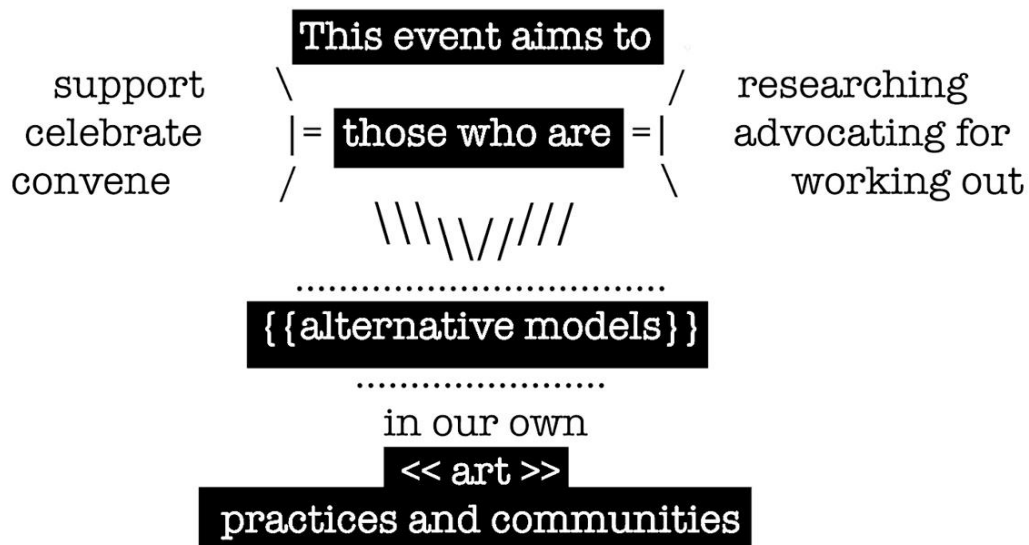 This event aims to
support \ / researching
celebrate |= those who are =| advocating for
convene / \ working out
\\\\\///// 
..................................
{{alternative models}}
.......................
in our own
<< art >>
practices and communities